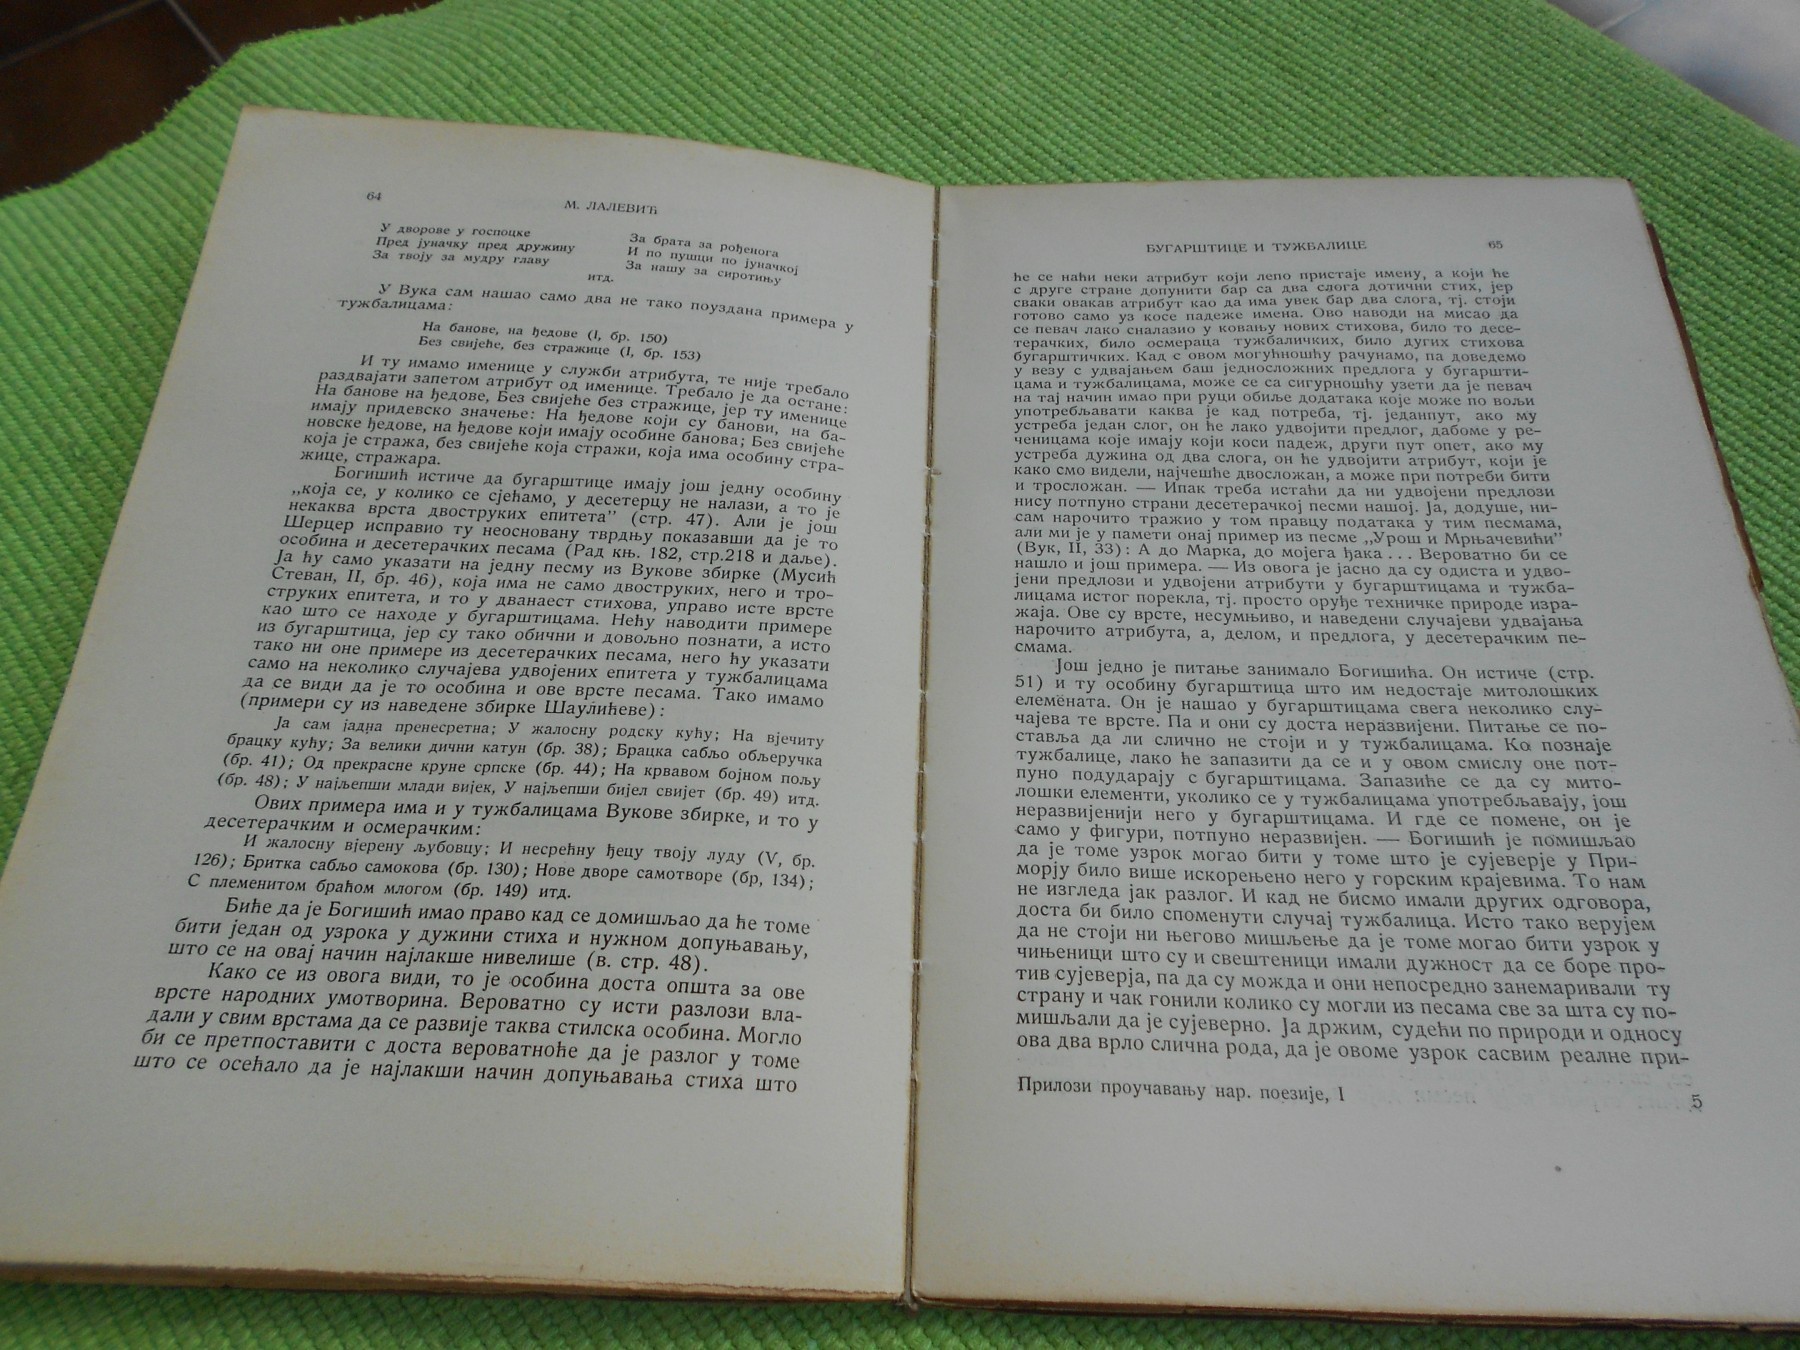 64
М. ЛАЛЕВИЋ
У дворове у госпоцке
Пред јуначку пред дружину
За твоју за мудру главу
За брата за рођенога
И по пушци по јуначкој
За нашу за сиротињу
итд.
У Вука сам нашао само два не тако поуздана примера у
тужбалицама:
На банове, на ђедове (I, бр. 150)
Без свијеће, без стражице (I, бр. 153)
И ту имамо именице у служби атрибута, те није требало
раздвајати запетом атрибут од именице. Требало је да остане:
На банове на ђедове, Без свијеће без стражице, јер ту именице
имају придевско значење: На ђедове који су банови, на ба-
новске ђедове, на ђедове који имају особине банова; Без свијеће
која је стража, без свијеће која стражи, која има особину стра-
жице, стражара.
Богишић истиче да бугарштице имају још једну особину
„која се, у колико се сјећамо, у десетерцу не налази, а то је
некаква врста двоструких епитета” (стр. 47). Али је још
Шерцер исправио ту неосновану тврдњу показавши да је то
особина и десетерачких песама (Рад књ. 182, стр.218 и даље).
Ја ћу само указати на једну песму из Вукове збирке (Мусић
Стеван, II, бр. 46), која има не само двоструких, него и тро-
струких епитета, и то у дванаест стихова, управо исте врсте
као што се находе у бугарштицама. Нећу наводити примере
из бугарштица, јер су тако обични и довољно познати, а исто
тако ни оне примере из десетерачких песама, него ћу указати
само на неколико случајева удвојених епитета у тужбалицама
да се види да је то особина и ове врсте песама. Тако имамо
(примери су из наведене збирке Шаулићеве):
Ја сам јадна пренесретна; У жалосну родску кућу; На вјечиту
брацку кућу; За велики дични катун (бр. 38); Брацка сабљо обљеручка
(бр. 41); Од прекрасне круне српске (бр. 44); На крвавом бојном пољу
(бр. 48); У најљепши млади вијек, У најљепши бијел свијет (бр. 49) итд.
Ових примера има и у тужбалицама Вукове збирке, и то у
десетерачким и осмерачким:
И жалосну вјерену љубовцу; И несрећну ђецу твоју луду (V, бр.
126); Бритка сабљо самокова (бр. 130); Нове дворе самотворе (бр, 134);
С племенитом браћом млогом (бр. 149) итд.
Биће да је Богишић имао право кад се домишљао да ће томе
бити један од узрока у дужини стиха и нужном допуњавању,
што се на овај начин најлакше нивелише (в. стр. 48).
Како се из овога види, то је особина доста општа за ове
врсте народних умотворина. Вероватно су исти разлози вла-
дали у свим врстама да се развије таква стилска особина. Могло
би се претпоставити с доста вероватноће да је разлог у томе
што се осећало да је најлакши начин допуњавања стиха што
БУГАРШТИЦЕ И ТУЖБАЛИЦЕ
65
ће се наћи неки атрибут који лепо пристаје имену, а који ће
с друге стране допунити бар са два слога дотични стих, јер
сваки овакав атрибут као да има увек бар два слога, тј. стоји
готово само уз косе падеже имена. Ово наводи на мисао да
се певач лако сналазио у ковању нових стихова, било то десе-
терачких, било осмераца тужбаличких, било дугих стихова
бугарштичких. Кад с овом могућношћу рачунамо, па доведемо
у везу с удвајањем баш једносложних предлога у бугаршти-
цама и тужбалицама, може се са сигурношћу узети да је певач
на тај начин имао при руци обиље додатака које може по вољи
употребљавати каква је кад потреба, тј. једанпут, ако му
устреба један слог, он ће лако удвојити предлог, дабоме у ре-
ченицама које имају који коси падеж, други пут опет, ако му
устреба дужина од два слога, он ће удвојити атрибут, који је
како смо видели, најчешће двосложан, а може при потреби бити
и тросложан. — Ипак треба истаћи да ни удвојени предлози
нису потпуно страни десетерачкој песми нашој. Ја, додуше, ни-
сам нарочито тражио у том правцу података у тим песмама,
али ми је у памети онај пример из песме „Урош и Мрњачевићи”
(Вук, II, 33): А до Марка, до мојега ђака... Вероватно би се
нашло и још примера. — Из овога је јасно да су одиста и удво-
јени предлози и удвојени атрибути у бугарштицама и тужба-
лицама истог порекла, тј. просто оруђе техничке природе изра-
жаја. Ове су врсте, несумњиво, и наведени случајеви удвајања
нарочито атрибута, а, делом, и предлога, у десетерачким пе-
смама.
Још једно је питање занимало Богишића. Он истиче (стр.
51) и ту особину бугарштица што им недостаје митолошких
елемената. Он је нашао у бугарштицама свега неколико слу-
чајева те врсте. Па и они су доста неразвијени. Питање се по-
ставља да ли слично не стоји и у тужбалицама. Ко познаје
тужбалице, лако ће запазити да се и у овом смислу оне пот-
пуно подударају с бугарштицама. Запазиће се да су мито-
лошки елементи, уколико се у тужбалицама употребљавају, још
неразвијенији него у бугарштицама. И где се помене, он је
само у фигури, потпуно неразвијен. — Богишић је помишљао
да је томе узрок могао бити у томе што је сујеверје у При-
морју било више искорењено него у горским крајевима. То нам
не изгледа јак разлог. И кад не бисмо имали других одговора,
доста би било споменути случај тужбалица. Исто тако верујем
да не стоји ни његово мишљење да је томе могао бити узрок у
чињеници што су и свештеници имали дужност да се боре про-
тив сујеверја, па да су можда и они непосредно занемаривали ту
страну и чак гонили колико су могли из песама све за шта су по-
мишљали да је сујеверно. Ја држим, судећи по природи и односу
ова два врло слична рода, да је овоме узрок сасвим реалне при-
Прилози проучавању нар. поезије, I
5